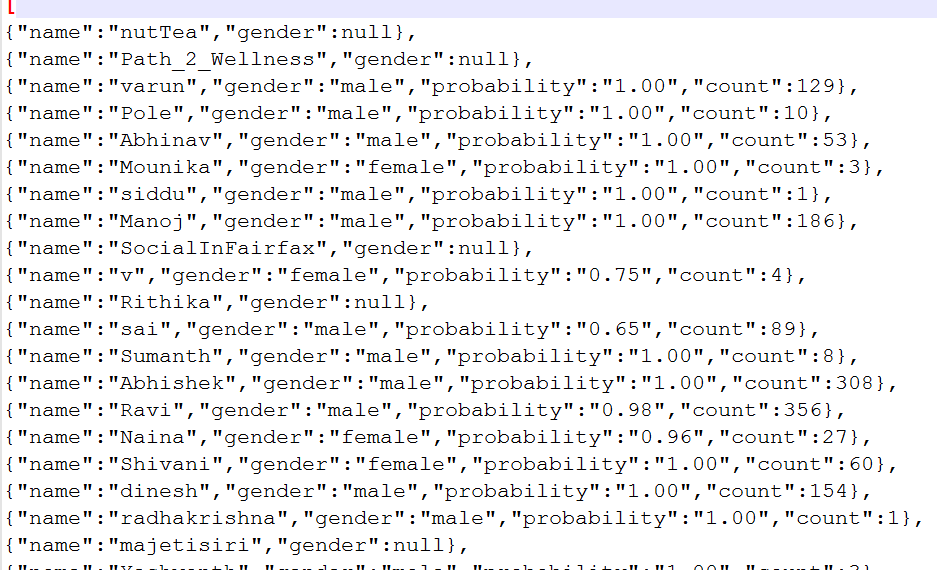 [
{"name":"nutTea","gender":null},
{"name":"Path_2_Wellness","gender":null},
{"name":"varun","gender":"male","probability":"1.00","count":129},
{"name":"Pole","gender":"male","probability":"1.00","count":10},
{"name":"Abhinav","gender":"male","probability":"1.00","count":53},
{"name":"Mounika","gender":"female","probability":"1.00","count":3},
{"name":"siddu","gender":"male","probability":"1.00","count":1},
{"name":"Manoj","gender":"male","probability":"1.00","count":186},
{"name":"SocialInFairfax","gender":null},
{"name":"v","gender":"female","probability":"0.75","count":4},
{"name":"Rithika","gender":null},
{"name":"sai","gender":"male","probability":"0.65","count":89},
{"name":"Sumanth","gender":"male","probability":"1.00","count":8},
{"name":"Abhishek","gender":"male","probability":"1.00","count":308},
{"name":"Ravi","gender":"male","probability":"0.98","count":356},
{"name":"Naina","gender":"female","probability":"0.96","count":27},
{"name":"Shivani","gender":"female","probability":"1.00","count":60},
{"name":"dinesh","gender":"male","probability":"1.00","count":154},
{"name":"radhakrishna","gender":"male","probability":"1.00","count":1},
{"name":"majetisiri","gender":null},